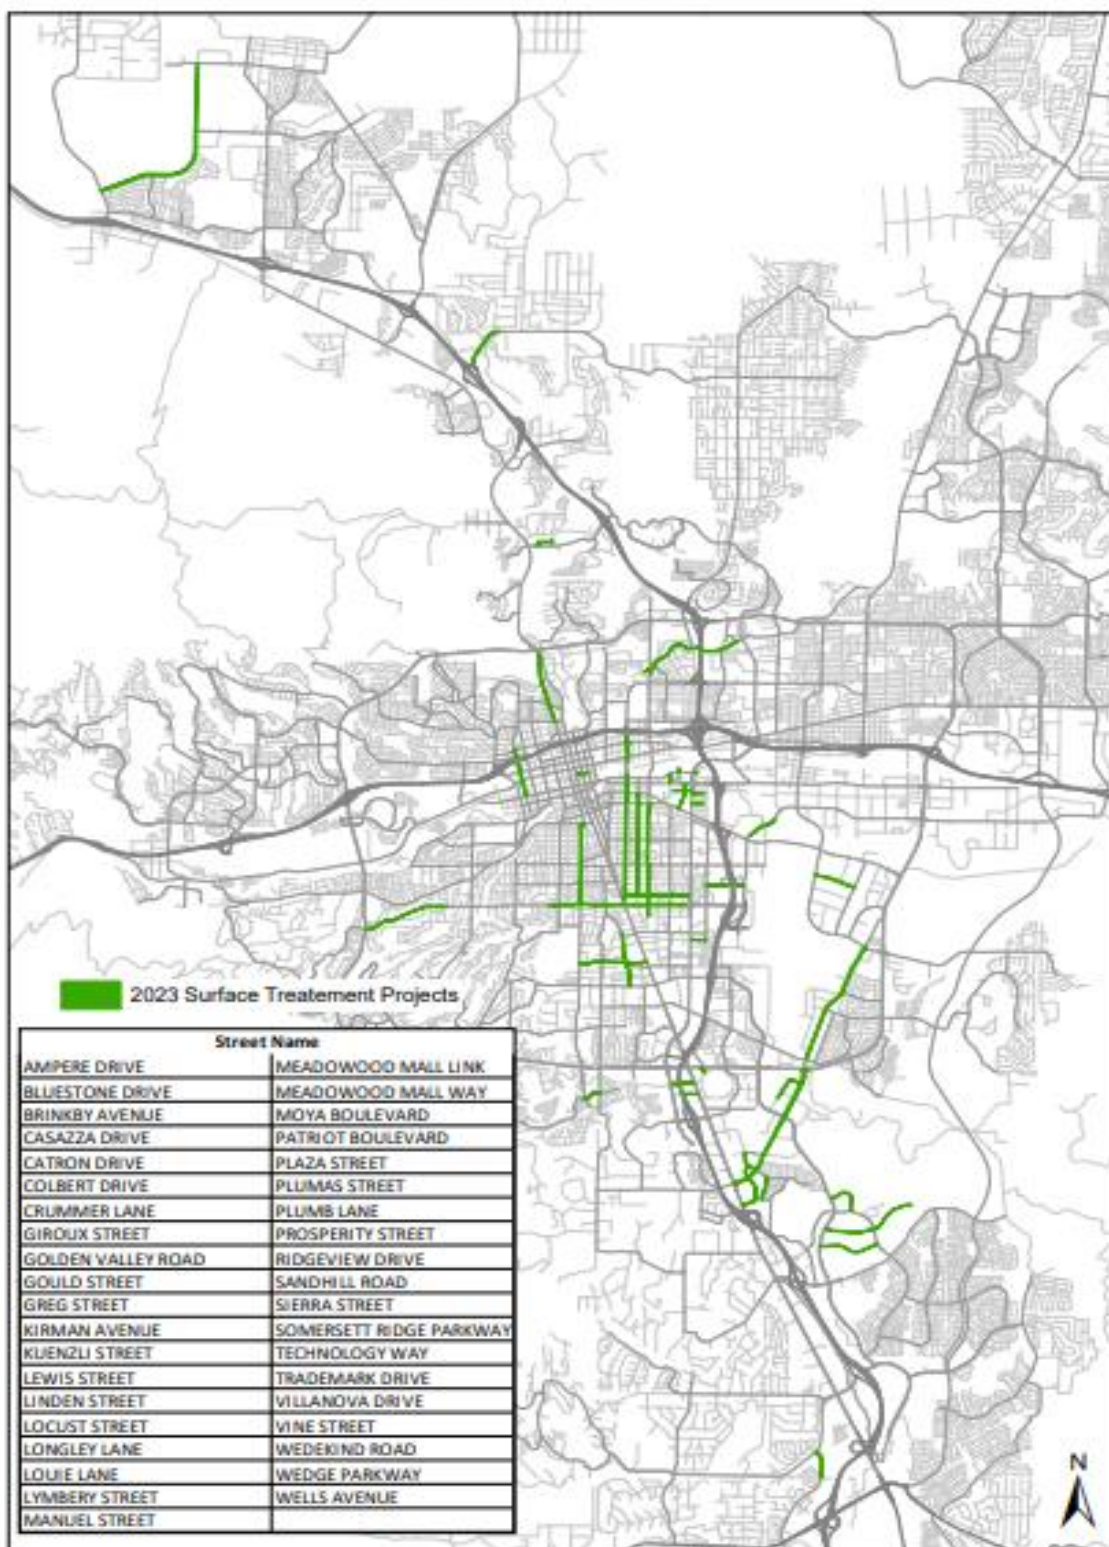 2023 Surface Treatement Projects
Street Name
AMPERE DRIVE MEADOWOOD MALL LINK
BLUESTONE DRIVE MEADOWOOD MALL WAY
BRINKBY AVENUE MOYA BOULEVARD
CASAZZA DRIVE PATRIOT BOULEVARD
CATRON DRIVE PLAZA STREET
COLBERT DRIVE PLUMAS STREET
CRUMMER LANE PLUMB LANE
GIROUX STREET PROSPERITY STREET
GOLDEN VALLEY ROAD RIDGEVIEW DRIVE
GOULD STREET SANDHILL ROAD
GREG STREET SIERRA STREET
KIRMAN AVENUE SOMERSETT RIDGE PARKWAY
KUENZLI STREET TECHNOLOGY WAY
LEWIS STREET TRADEMARK DRIVE
LINDEN STREET VILLANOVA DRIVE
LOCUST STREET VINE STREET
LONGLEY LANE WEDEKIND ROAD
LOUIE LANE WEDGE PARKWAY
LYMBERY STREET WELLS AVENUE
MANUEL STREET
N